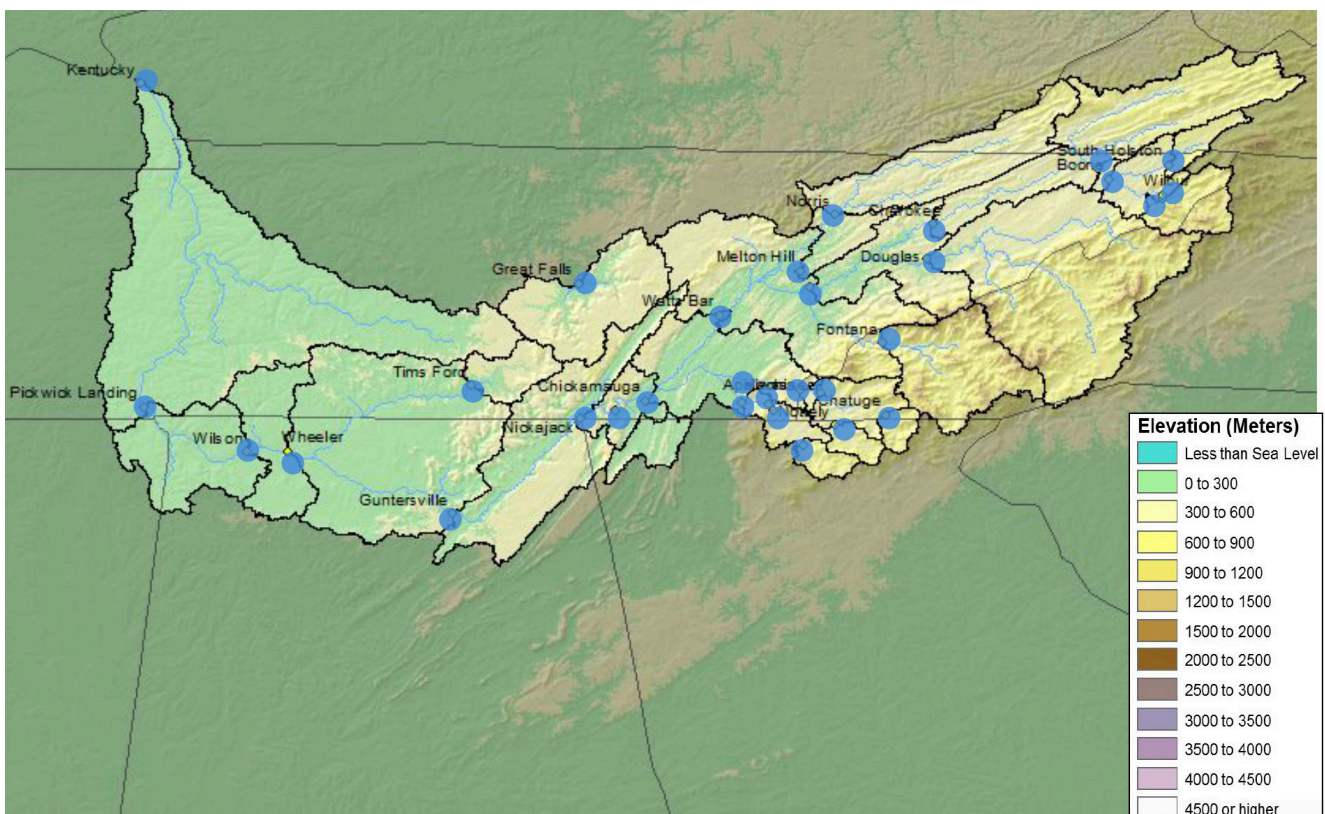 Kentucky
South Holston
Boone
Norris
Cherokee
Melton Hill
Douglas
Great Falls
Watts Bar
Fontana
Tims Ford
Chickamauga
Pickwick Landing
Chatuge
Nickajack
Wilson
Wheeler
Guntersville
Elevation (Meters)
Less than Sea Level
0 to 300
300 to 600
600 to 900
900 to 1200
1200 to 1500
1500 to 2000
2000 to 2500
2500 to 3000
3000 to 3500
3500 to 4000
4000 to 4500
4500 or higher